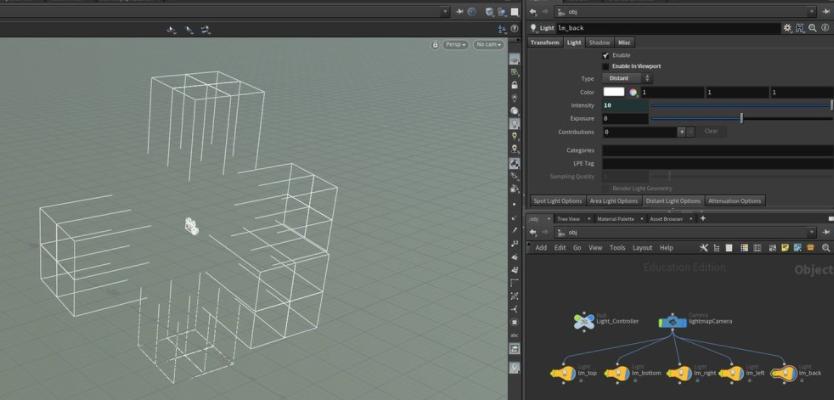 obj
Persp
No cam
Light lm_back
Transform Light Shadow Misc
Enable
Enable In Viewport
Type Distant
Color 1 1 1
Intensity 10
Exposure 0
Contributions 0 Clear
Categories
LPE Tag
Sampling Quality
Render Light Geometry
Spot Light Options Area Light Options Distant Light Options Attenuation Options
obj Tree View Material Palette Asset Browser
obj
Add Edit Go View Tools Layout Help
Education Edition Object
Null
Light_Controller
Camera
lightmapCamera
Light Light Light Light Light
lm_top lm_bottom lm_right lm_left lm_back